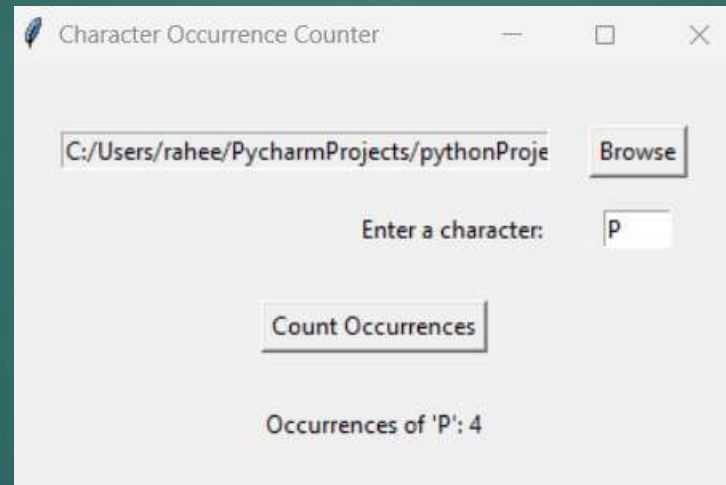 Character Occurrence Counter
C:/Users/rahee/PycharmProjects/pythonProje
Browse
Enter a character:
P
Count Occurrences
Occurrences of 'P': 4